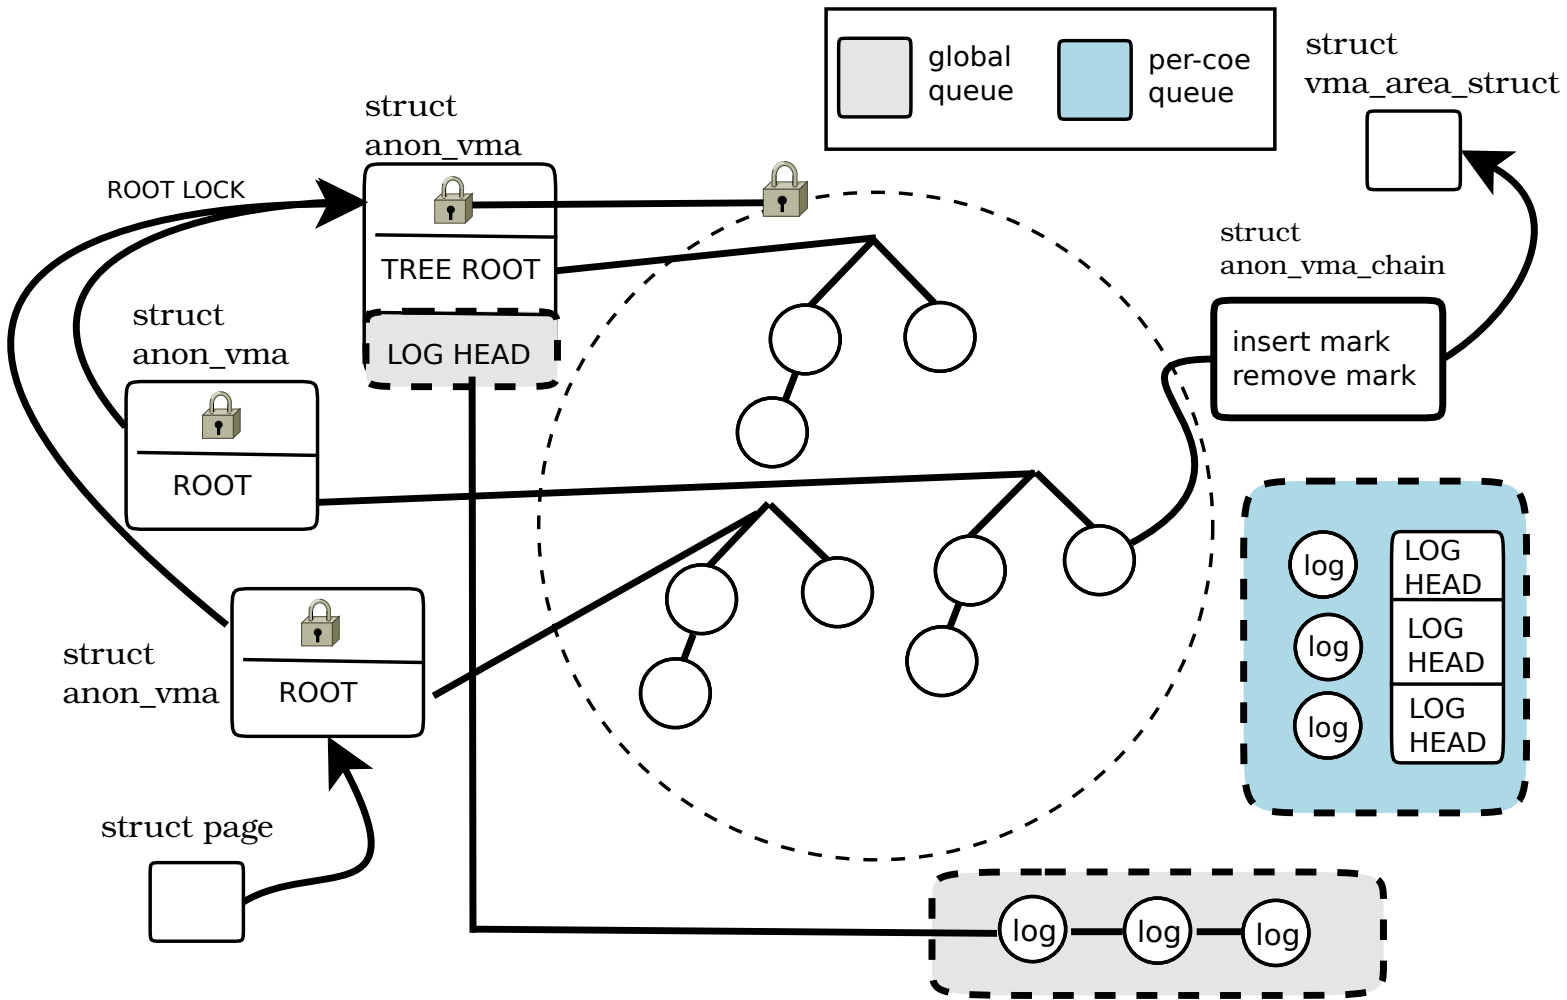 global
queue
per-coe
queue
struct
vma_area_struct
struct
anon_vma
ROOT LOCK
TREE ROOT
LOG HEAD
struct
anon_vma_chain
insert mark
remove mark
struct
anon_vma
ROOT
struct
anon_vma
ROOT
struct page
log
LOG
HEAD
log
LOG
HEAD
log
LOG
HEAD
log
log
log